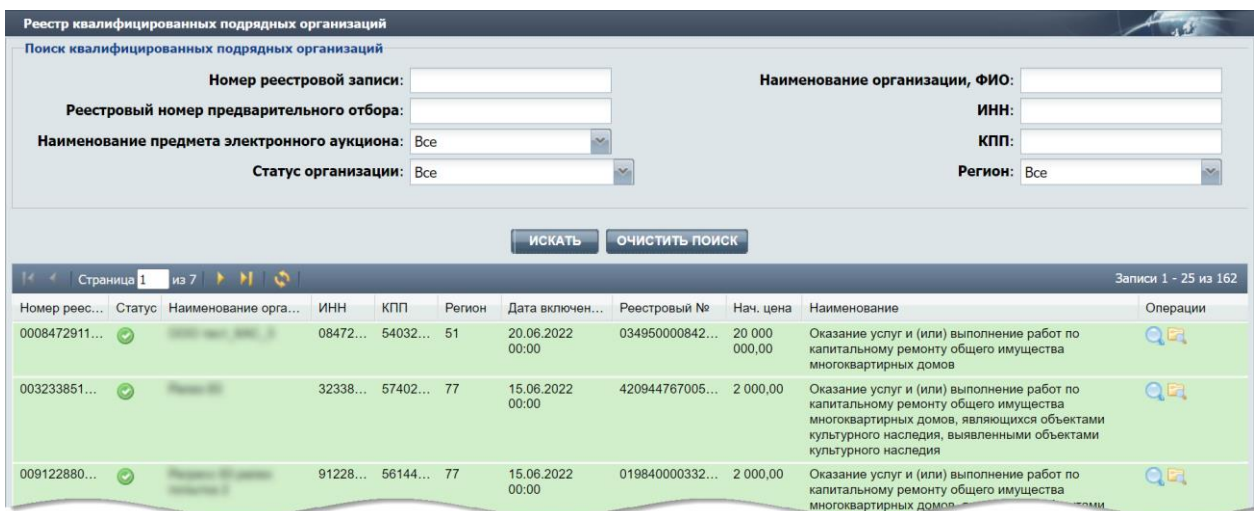 Реестр квалифицированных подрядных организаций
Поиск квалифицированных подрядных организаций
Номер реестровой записи: Наименование организации, ФИО:
Реестровый номер предварительного отбора: ИНН:
Наименование предмета электронного аукциона: Все КПП:
Статус организации: Все Регион: Все
ИСКАТЬ ОЧИСТИТЬ ПОИСК
Страница 1 из 7 Записи 1 - 25 из 162
Номер реес... Статус Наименование орга... ИНН КПП Регион Дата включен... Реестровый № Нач. цена Наименование Операции
0008472911... 08472... 54032... 51 20.06.2022 034950000842... 20 000 Оказание услуг и (или) выполнение работ по
00:00 000,00 капитальному ремонту общего имущества
многоквартирных домов
003233851... 32338... 57402... 77 15.06.2022 420944767005... 2 000,00 Оказание услуг и (или) выполнение работ по
00:00 капитальному ремонту общего имущества
многоквартирных домов, являющихся объектами
культурного наследия, выявленными объектами
культурного наследия
009122880... 91228... 56144... 77 15.06.2022 019840000332... 2 000,00 Оказание услуг и (или) выполнение работ по
00:00 капитальному ремонту общего имущества
многоквартирных